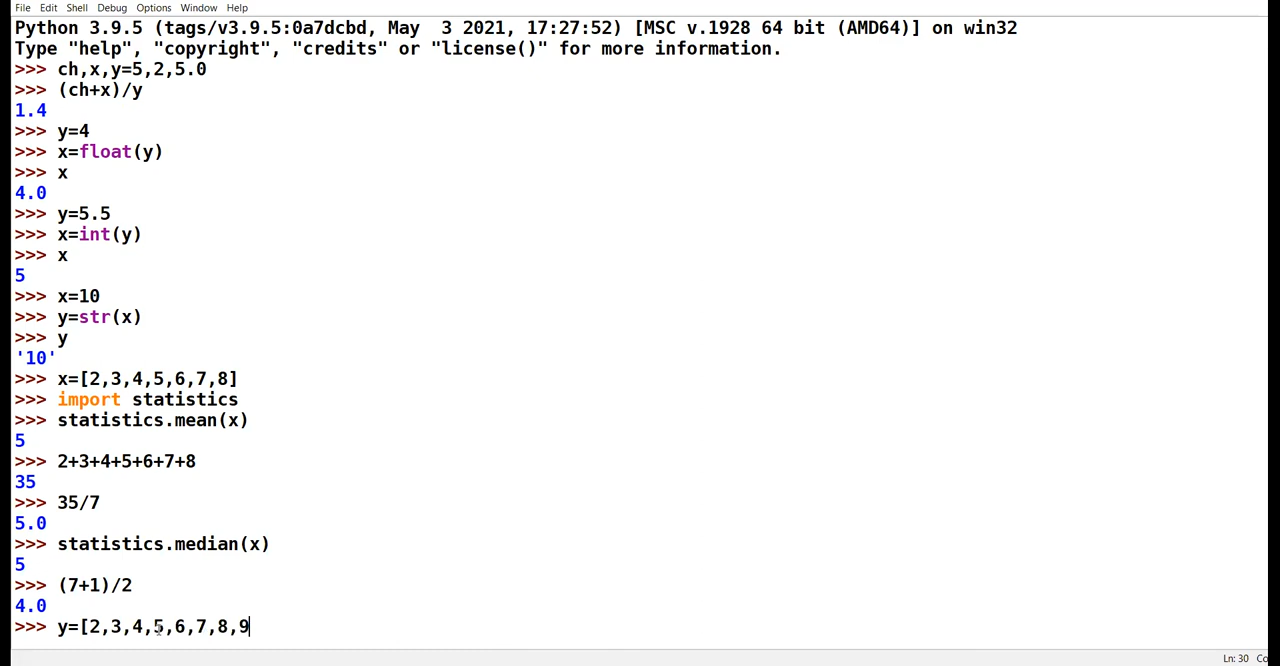 File Edit Shell Debug Options Window Help
Python 3.9.5 (tags/v3.9.5:0a7dcbd, May  3 2021, 17:27:52) [MSC v.1928 64 bit (AMD64)] on win32
Type "help", "copyright", "credits" or "license()" for more information.
>>> ch,x,y=5,2,5.0
>>> (ch+x)/y
1.4
>>> y=4
>>> x=float(y)
>>> x
4.0
>>> y=5.5
>>> x=int(y)
>>> x
5
>>> x=10
>>> y=str(x)
>>> y
'10'
>>> x=[2,3,4,5,6,7,8]
>>> import statistics
>>> statistics.mean(x)
5
>>> 2+3+4+5+6+7+8
35
>>> 35/7
5.0
>>> statistics.median(x)
5
>>> (7+1)/2
4.0
>>> y=[2,3,4,5,6,7,8,9
Ln: 30 Co